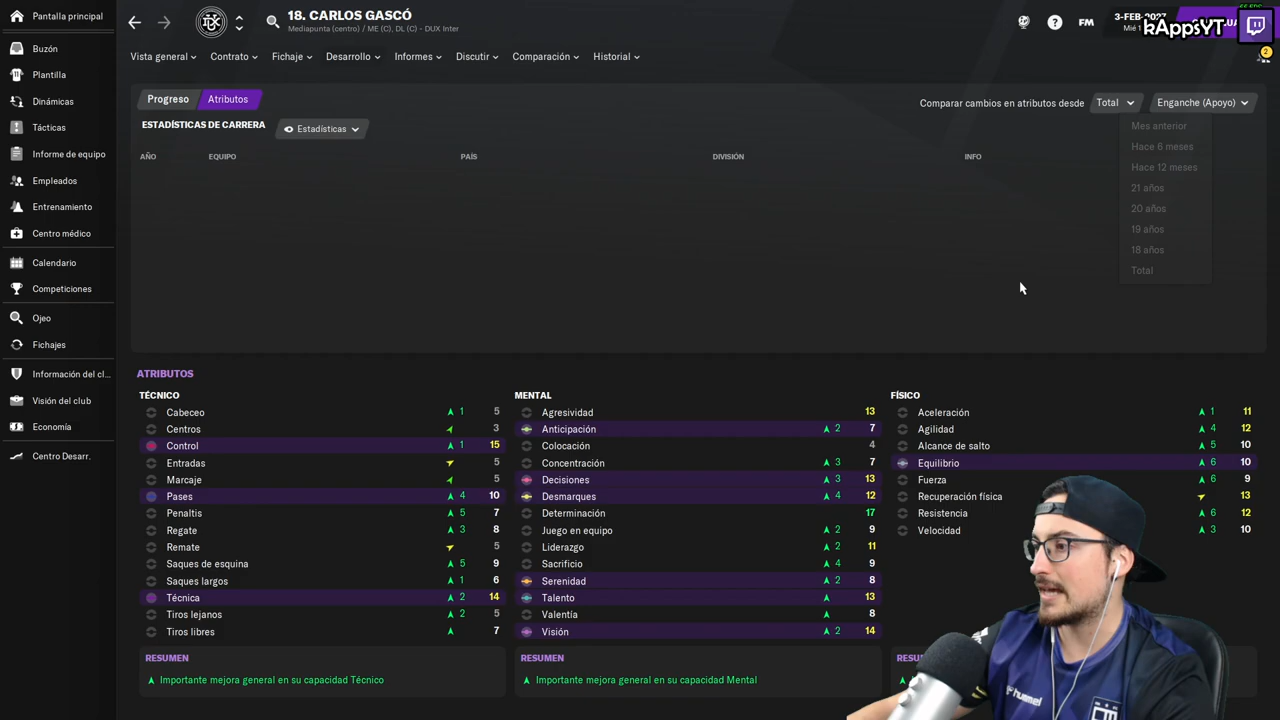 Pantalla principal
Buzón
Plantilla
Dinámicas
Tácticas
Informe de equipo
Empleados
Entrenamiento
Centro médico
Calendario
Competiciones
Ojeo
Fichajes
Información del cl...
Visión del club
Economía
Centro Desarr.
18. CARLOS GASCÓ
Mediapunta (centro) / ME (C), DL (C) - DUX Inter
FM
kAppsYT
2
Vista general
Contrato
Fichaje
Desarrollo
Informes
Discutir
Comparación
Historial
Progreso
Atributos
Comparar cambios en atributos desde
Total
Enganche (Apoyo)
ESTADÍSTICAS DE CARRERA
Estadísticas
AÑO EQUIPO PAÍS DIVISIÓN INFO
Mes anterior
Hace 6 meses
Hace 12 meses
21 años
20 años
19 años
18 años
Total
ATRIBUTOS
TÉCNICO
Cabeceo 1 5
Centros 3
Control 1 15
Entradas 5
Marcaje 5
Pases 4 10
Penaltis 5 7
Regate 3 8
Remate 5
Saques de esquina 5 9
Saques largos 1 6
Técnica 2 14
Tiros lejanos 2 5
Tiros libres 7
RESUMEN
Importante mejora general en su capacidad Técnico
MENTAL
Agresividad 13
Anticipación 2 7
Colocación 4
Concentración 3 7
Decisiones 3 13
Desmarques 4 12
Determinación 17
Juego en equipo 2 9
Liderazgo 2 11
Sacrificio 4 9
Serenidad 2 8
Talento 13
Valentía 8
Visión 2 14
RESUMEN
Importante mejora general en su capacidad Mental
FÍSICO
Aceleración 1 11
Agilidad 4 12
Alcance de salto 5 10
Equilibrio 6 10
Fuerza 6 9
Recuperación física 13
Resistencia 6 12
Velocidad 3 10
hummel